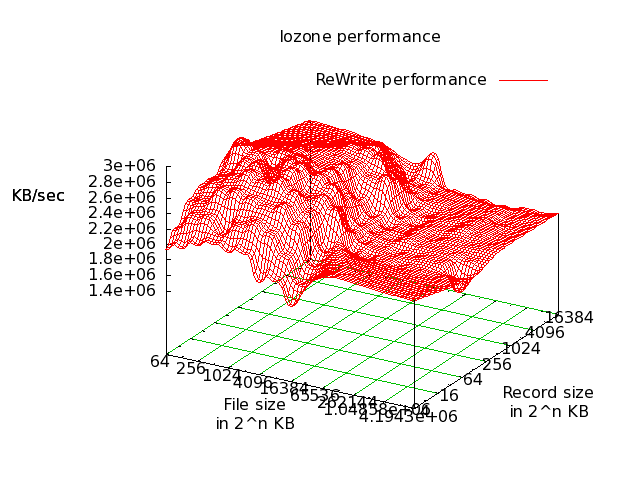 Iozone performance
ReWrite performance
KB/sec
3e+06
2.8e+06
2.6e+06
2.4e+06
2.2e+06
2e+06
1.8e+06
1.6e+06
1.4e+06
64
256
1024
4096
16384
65536
262144
1.04858e+06
4.1943e+06
File size
in 2^n KB
4
16
64
256
1024
4096
16384
Record size
in 2^n KB